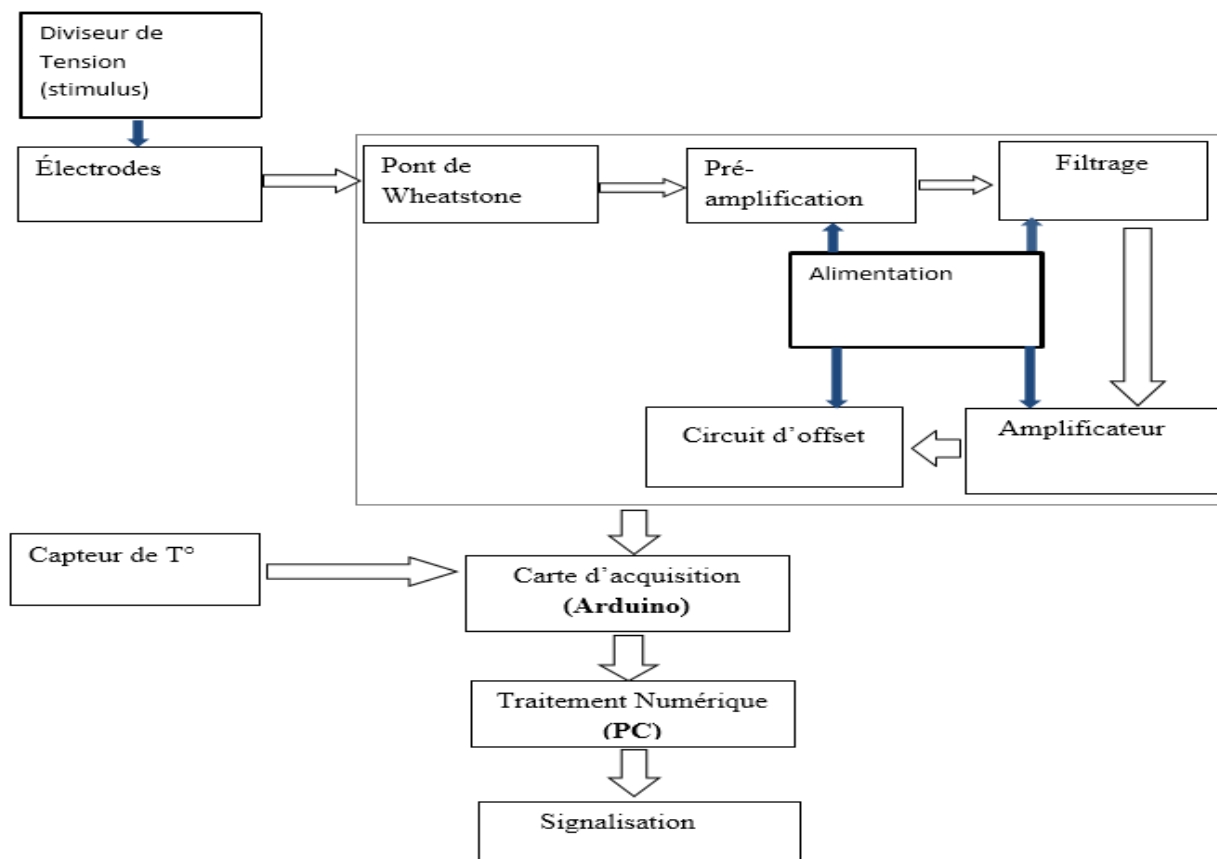 Diviseur de
Tension
(stimulus)
Électrodes
Pont de
Wheatstone
Pré-
amplification
Filtrage
Alimentation
Circuit d’offset
Amplificateur
Capteur de T°
Carte d’acquisition
(Arduino)
Traitement Numérique
(PC)
Signalisation